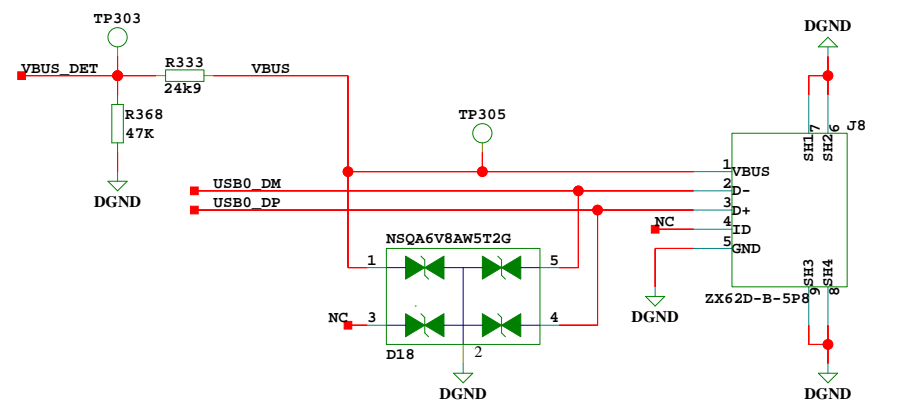 TP303
DGND
VBUS_DET
R333
VBUS
24k9
R368
47K
TP305
J8
SH1
7
SH2
6
DGND
1
VBUS
USB0_DM
2
D-
USB0_DP
3
D+
NC
4
ID
5
GND
NSQA6V8AW5T2G
1
5
SH3
9
SH4
8
ZX62D-B-5P8
NC
3
4
DGND
D18
2
DGND
DGND